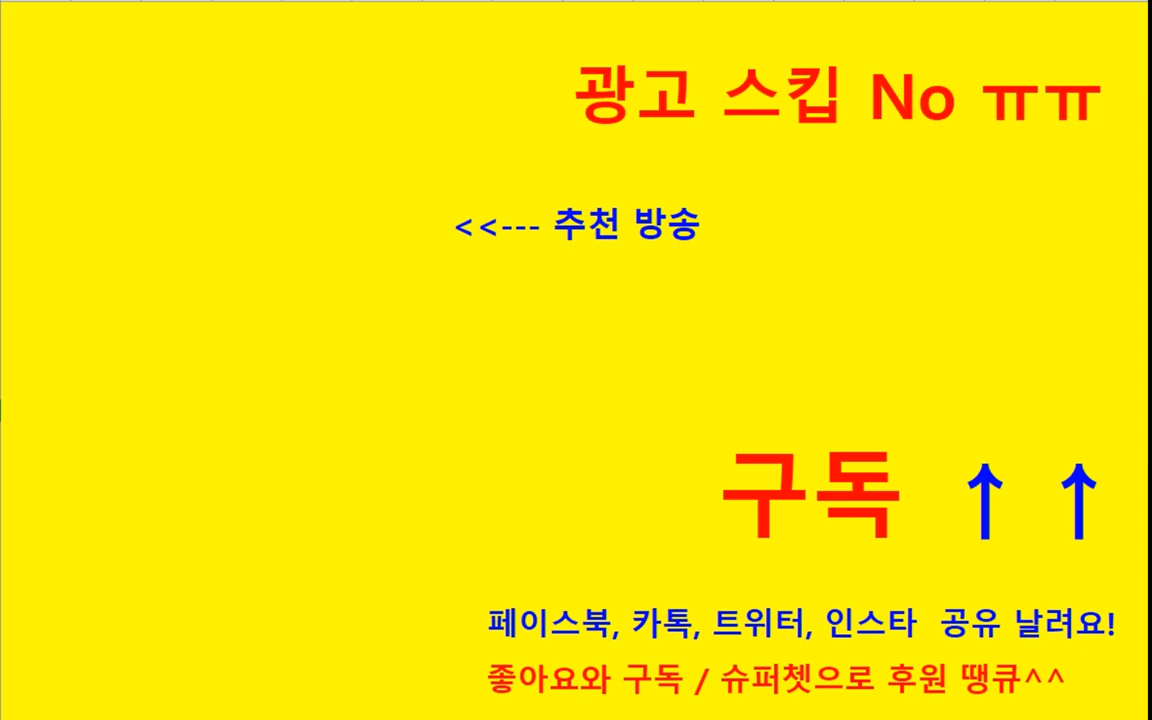 광고 스킵 No ㅠㅠ
<<--- 추천 방송
구독 ↑ ↑
페이스북, 카톡, 트위터, 인스타 공유 날려요!
좋아요와 구독 / 슈퍼쳇으로 후원 땡큐^^